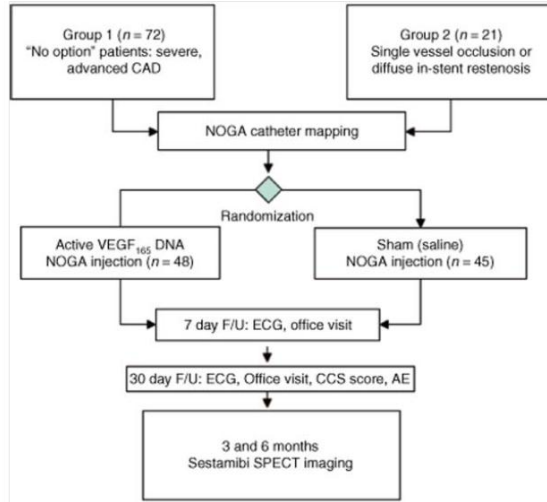 Group 1 (n = 72)
“No option” patients: severe,
advanced CAD
Group 2 (n = 21)
Single vessel occlusion or
diffuse in-stent restenosis
NOGA catheter mapping
Randomization
Active VEGF165 DNA
NOGA injection (n = 48)
Sham (saline)
NOGA injection (n = 45)
7 day F/U: ECG, office visit
30 day F/U: ECG, Office visit, CCS score, AE
3 and 6 months
Sestamibi SPECT imaging